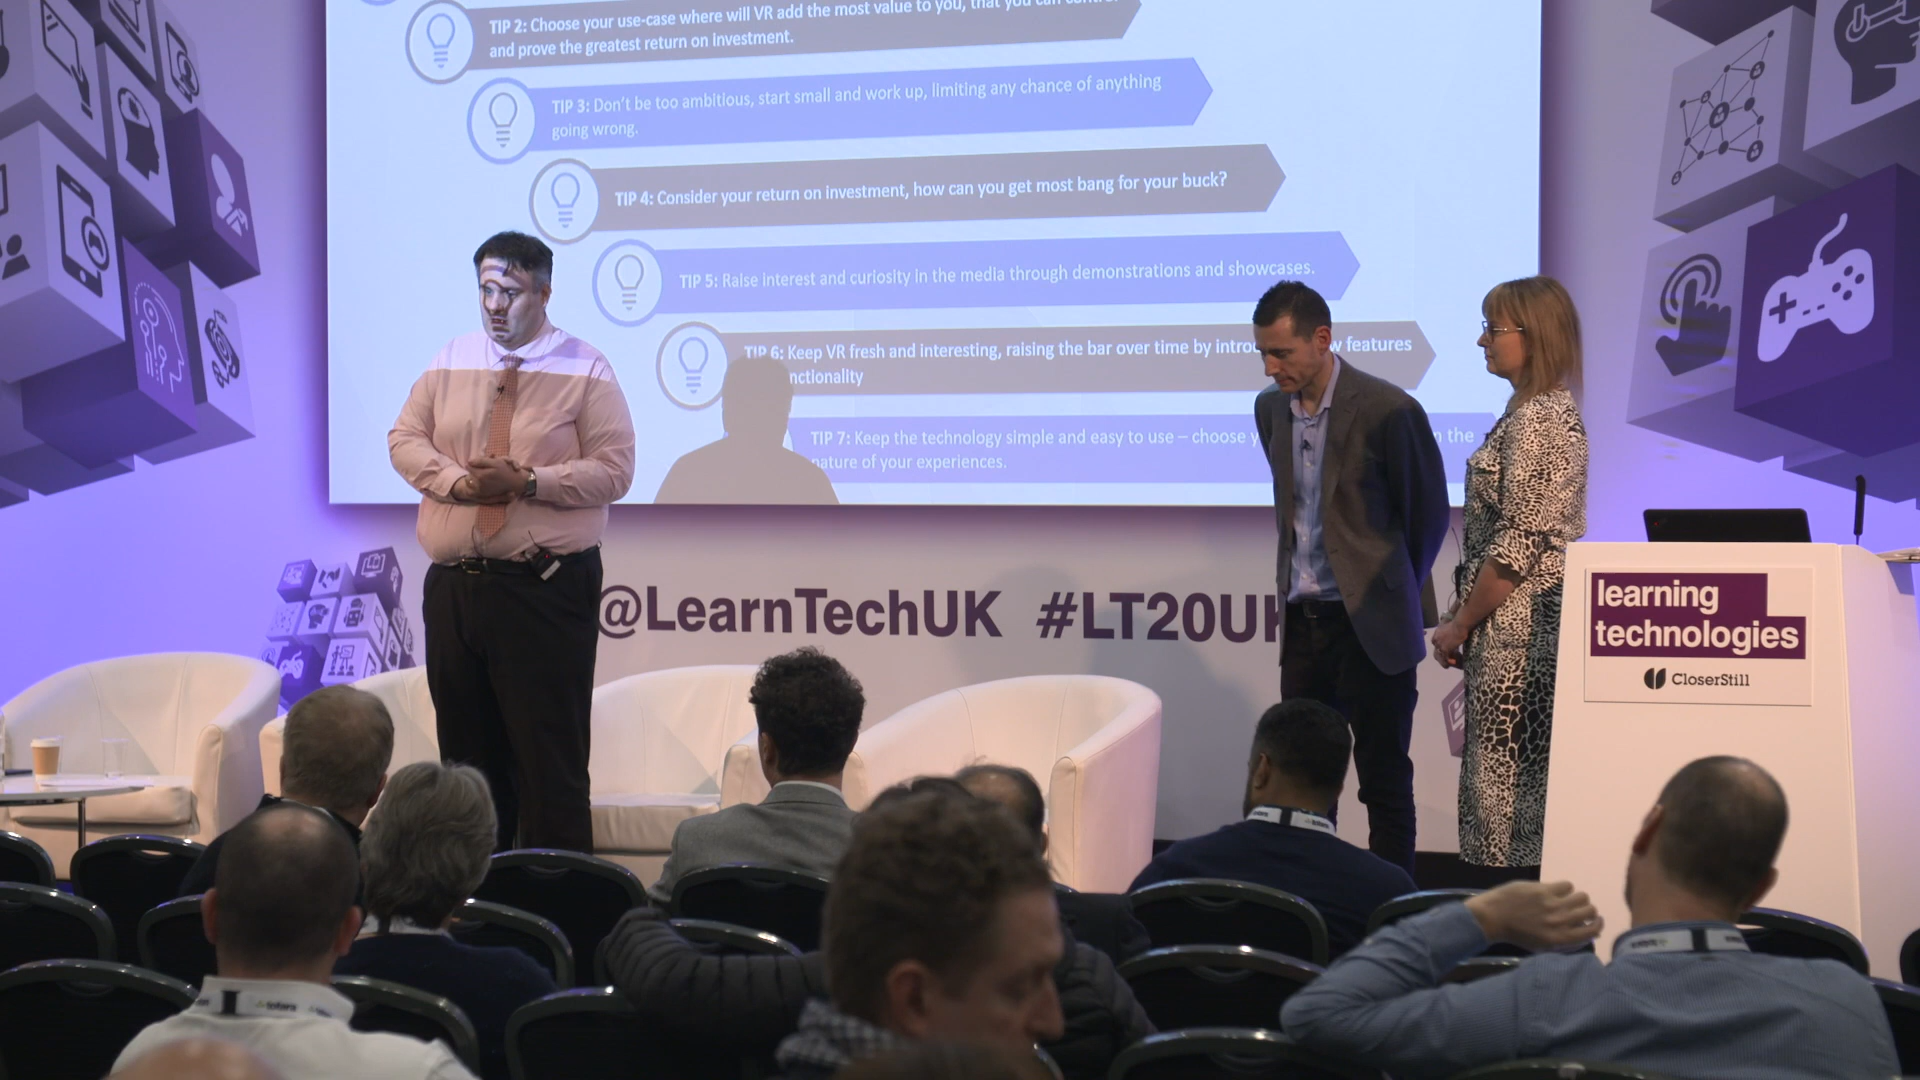 TIP 2: Choose your use-case where will VR add the most value to you, that you can
and prove the greatest return on investment.
TIP 3: Don't be too ambitious, start small and work up, limiting any chance of anything
going wrong.
TIP 4: Consider your return on investment, how can you get most bang for your buck?
TIP 5: Raise interest and curiosity in the media through demonstrations and showcases.
TIP 6: Keep VR fresh and interesting, raising the bar over time by features
TIP 7: Keep the technology simple and easy to use – choose the
nature of your experiences.
@LearnTechUK #LT20UK
learning
technologies
CloserStill